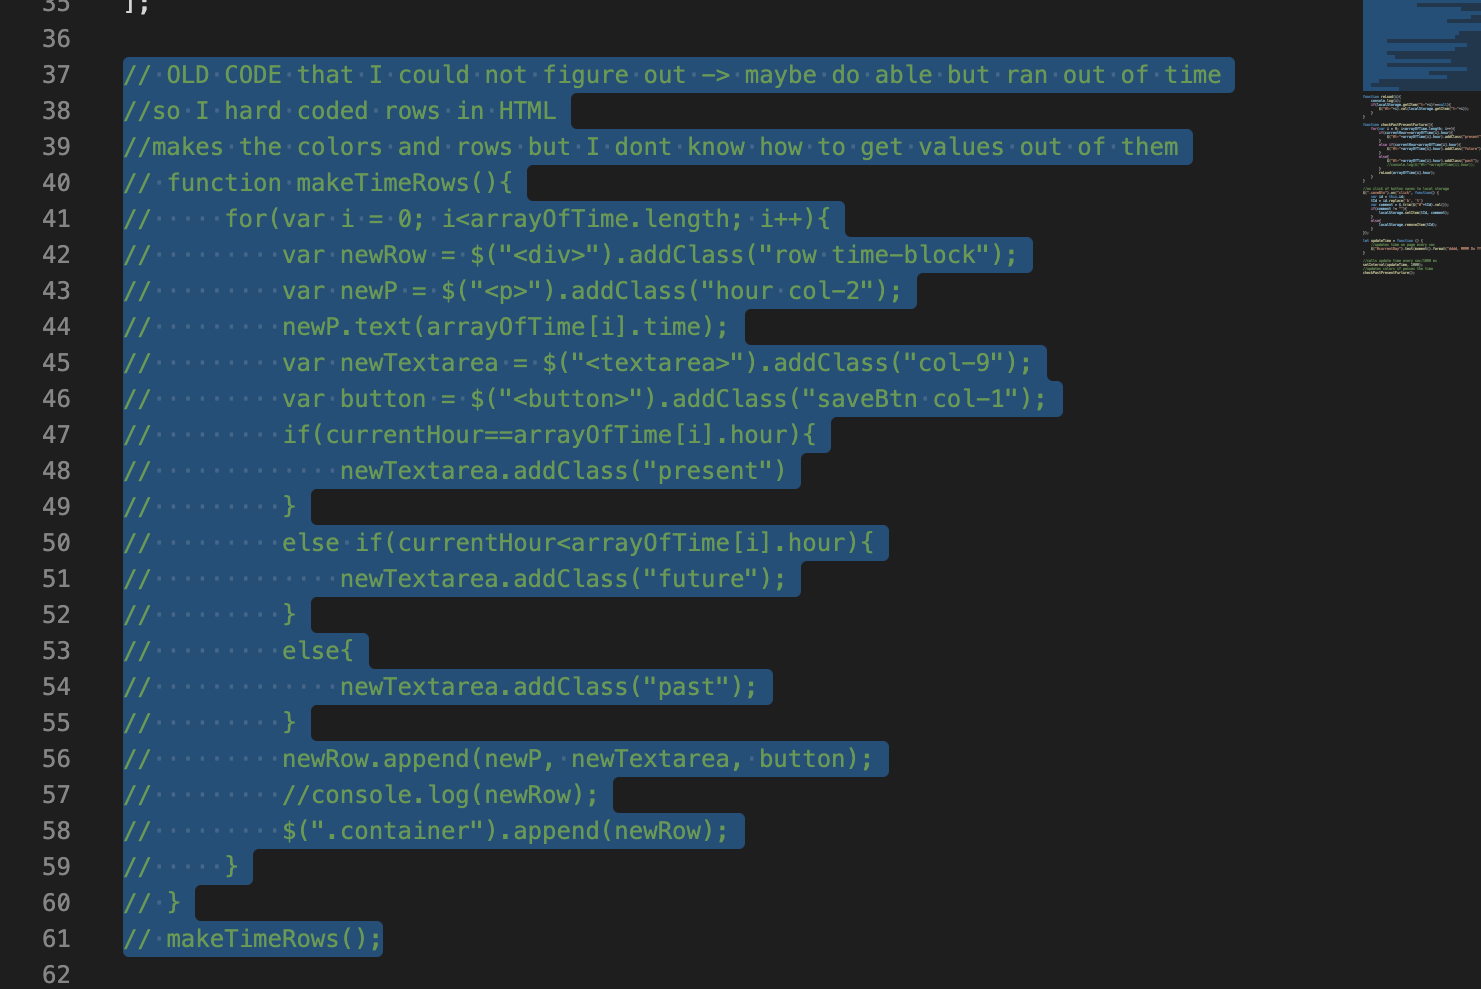 35 ];
36
37 // OLD CODE that I could not figure out -> maybe do able but ran out of time
38 //so I hard coded rows in HTML
39 //makes the colors and rows but I dont know how to get values out of them
40 // function makeTimeRows(){
41 //     for(var i = 0; i<arrayOfTime.length; i++){
42 //         var newRow = $("<div>").addClass("row time-block");
43 //         var newP = $("<p>").addClass("hour col-2");
44 //         newP.text(arrayOfTime[i].time);
45 //         var newTextarea = $("<textarea>").addClass("col-9");
46 //         var button = $("<button>").addClass("saveBtn col-1");
47 //         if(currentHour==arrayOfTime[i].hour){
48 //             newTextarea.addClass("present")
49 //         }
50 //         else if(currentHour<arrayOfTime[i].hour){
51 //             newTextarea.addClass("future");
52 //         }
53 //         else{
54 //             newTextarea.addClass("past");
55 //         }
56 //         newRow.append(newP, newTextarea, button);
57 //         //console.log(newRow);
58 //         $(".container").append(newRow);
59 //     }
60 // }
61 // makeTimeRows();
62